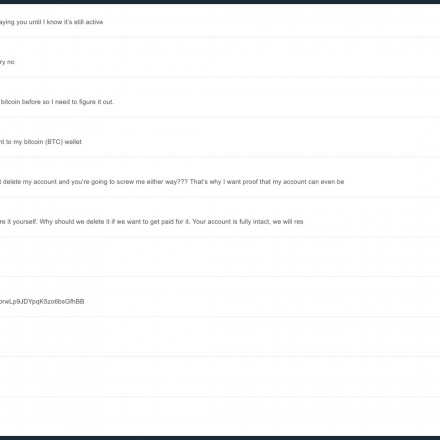 aying you until I know it's still active
ry no
bitcoin before so I need to figure it out.
nt to my bitcoin (BTC) wallet
t delete my account and you're going to screw me either way??? That's why I want proof that my account can even be
re it yourself. Why should we delete it if we want to get paid for it. Your account is fully intact, we will res
orwLp9JDYpqK5zo6bsGfhBB